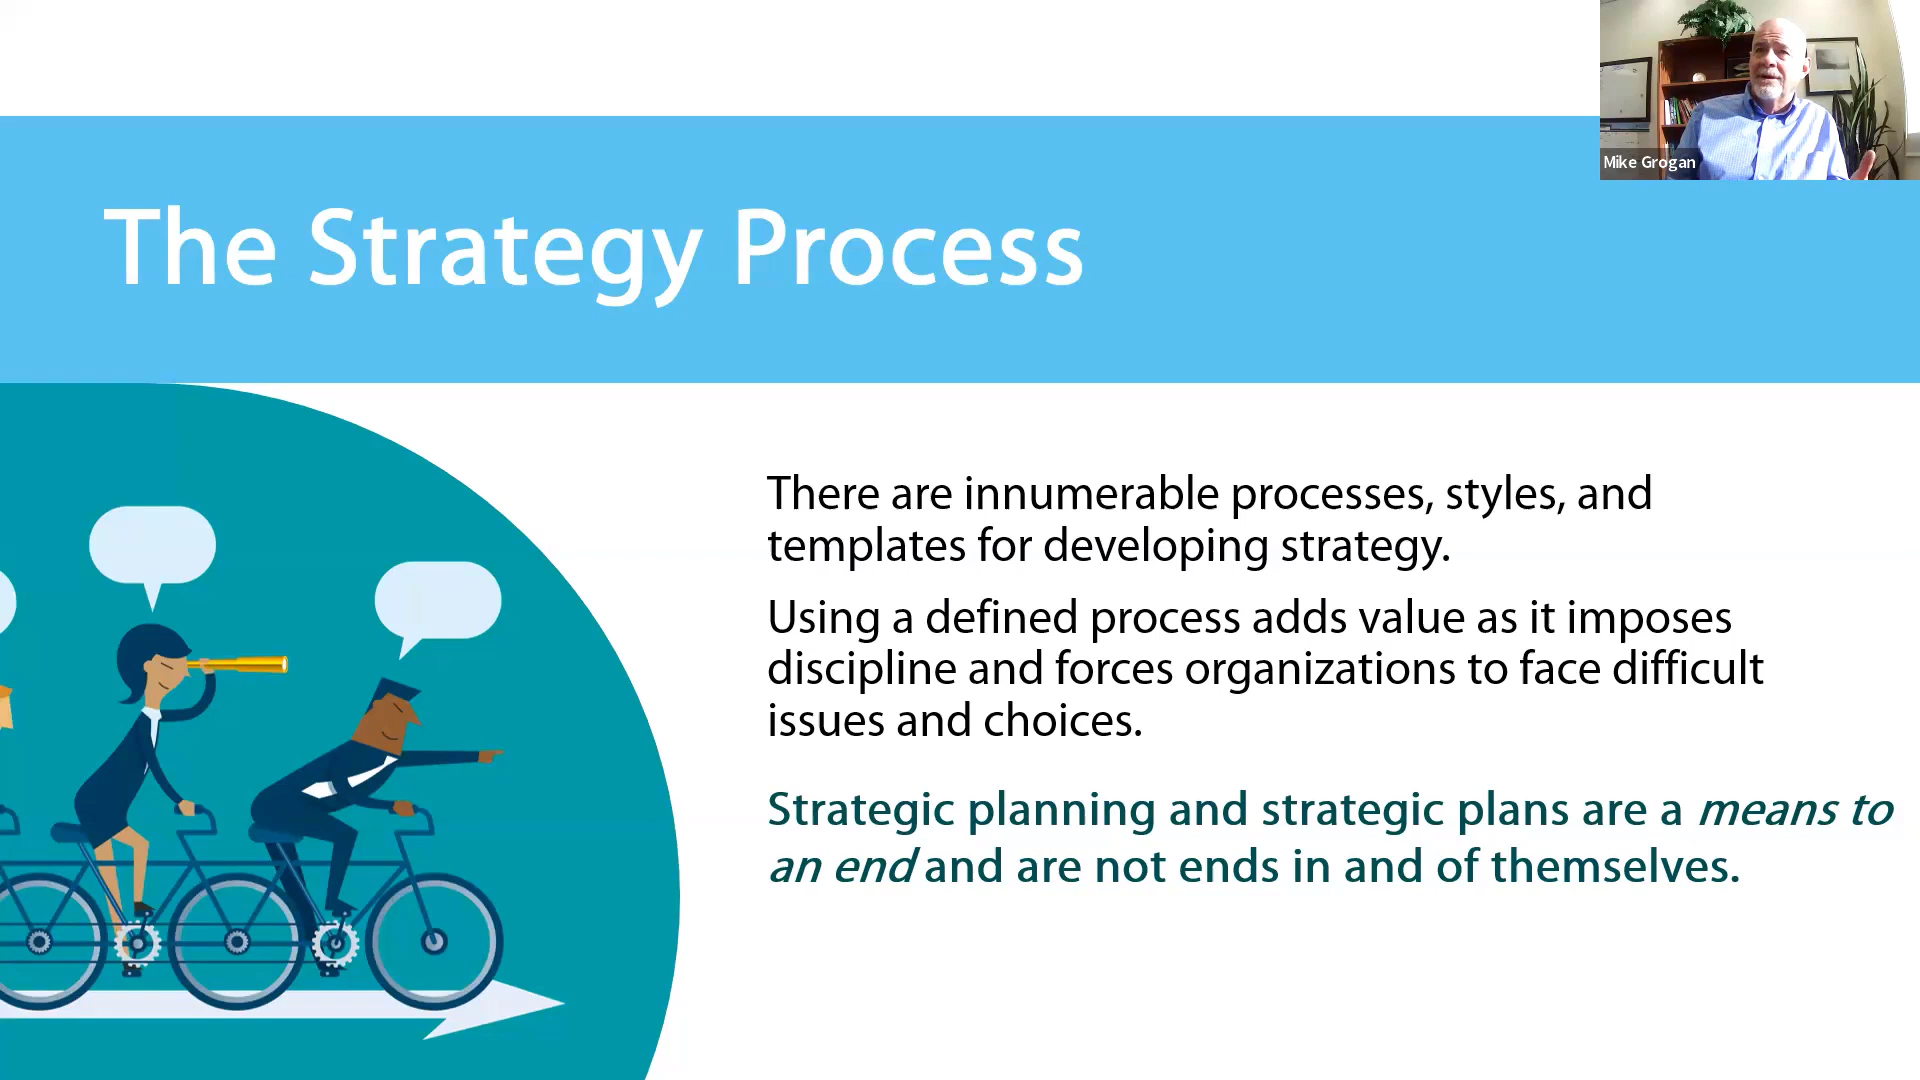 Mike Grogan
The Strategy Process
There are innumerable processes, styles, and
templates for developing strategy.
Using a defined process adds value as it imposes
discipline and forces organizations to face difficult
issues and choices.
Strategic planning and strategic plans are a means to
an end and are not ends in and of themselves.